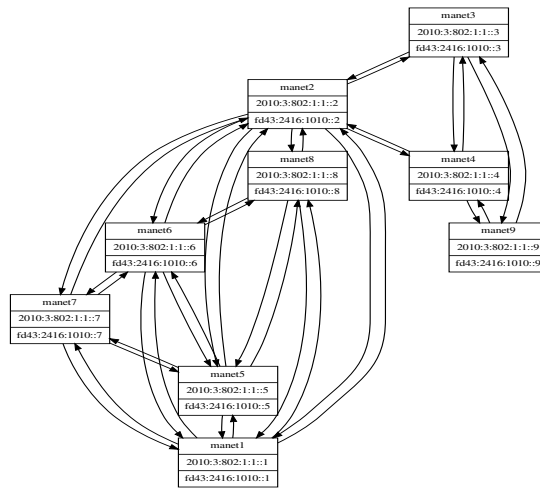 manet3
2010:3:802:1:1::3
fd43:2416:1010::3
manet2
2010:3:802:1:1::2
fd43:2416:1010::2
manet8
2010:3:802:1:1::8
fd43:2416:1010::8
manet4
2010:3:802:1:1::4
fd43:2416:1010::4
manet6
2010:3:802:1:1::6
fd43:2416:1010::6
manet9
2010:3:802:1:1::9
fd43:2416:1010::9
manet7
2010:3:802:1:1::7
fd43:2416:1010::7
manet5
2010:3:802:1:1::5
fd43:2416:1010::5
manet1
2010:3:802:1:1::1
fd43:2416:1010::1